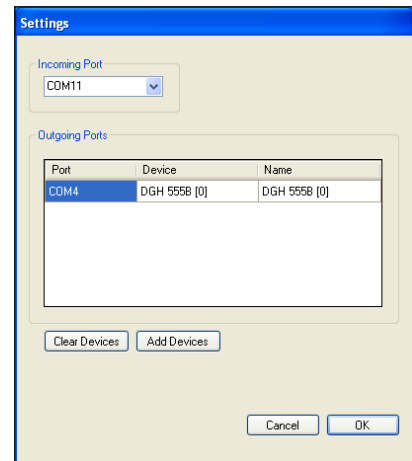 Settings
Incoming Port
COM11
Outgoing Ports
Port Device Name
COM4 DGH 555B [0] DGH 555B [0]
Clear Devices Add Devices
Cancel OK